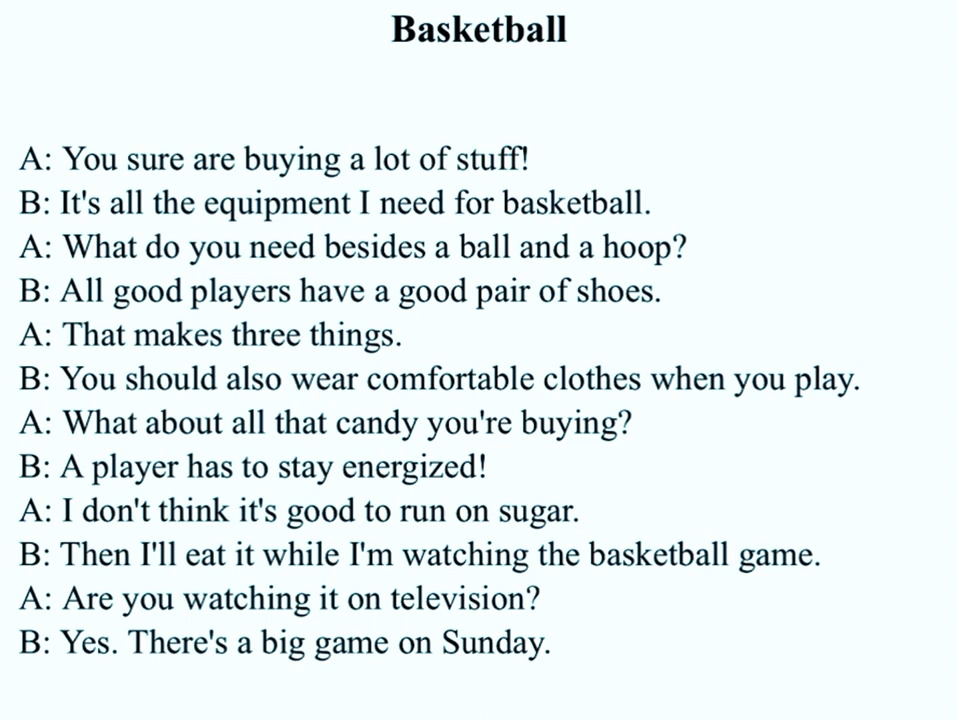 Basketball
A: You sure are buying a lot of stuff!
B: It's all the equipment I need for basketball.
A: What do you need besides a ball and a hoop?
B: All good players have a good pair of shoes.
A: That makes three things.
B: You should also wear comfortable clothes when you play.
A: What about all that candy you're buying?
B: A player has to stay energized!
A: I don't think it's good to run on sugar.
B: Then I'll eat it while I'm watching the basketball game.
A: Are you watching it on television?
B: Yes. There's a big game on Sunday.